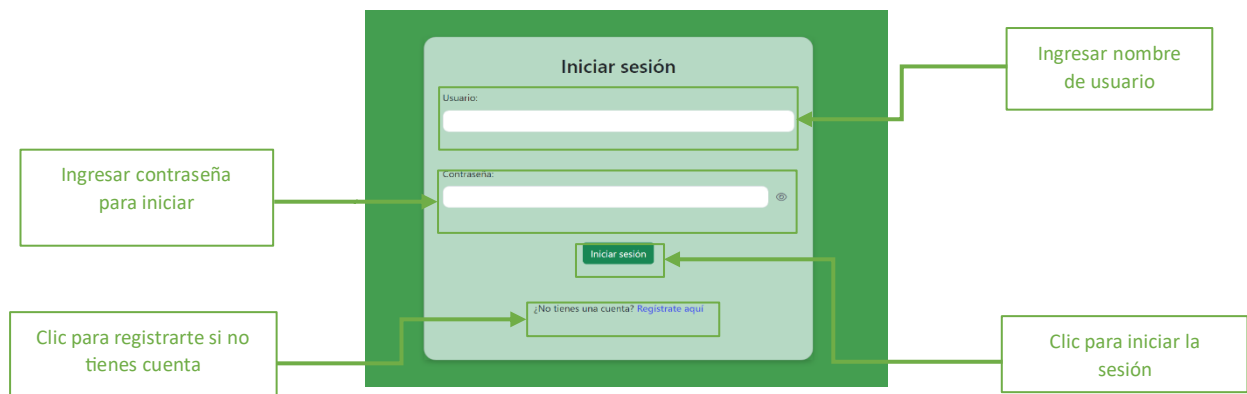 Iniciar sesión
Ingresar nombre
de usuario
Usuario:
Ingresar contraseña
para iniciar
Contraseña:
Iniciar sesión
¿No tienes una cuenta? Regístrate aquí
Clic para registrarte si no
tienes cuenta
Clic para iniciar la
sesión